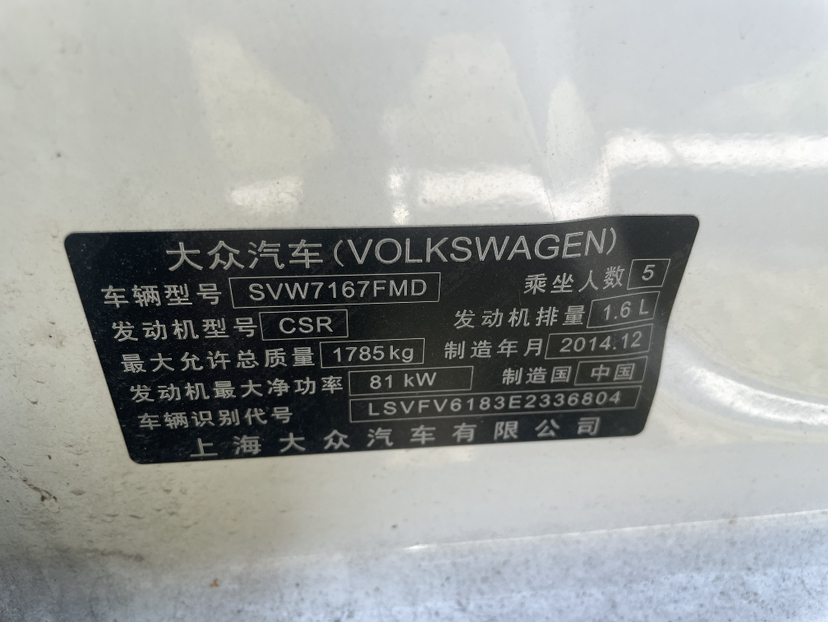 大众汽车(VOLKSWAGEN)
车辆型号 SVW7167FMD 乘坐人数 5
发动机型号 CSR 发动机排量 1.6 L
最大允许总质量 1785kg 制造年月 2014.12
发动机最大净功率 81 kW 制造国 中国
车辆识别代号 LSVFV6183E2336804
上海大众汽车有限公司